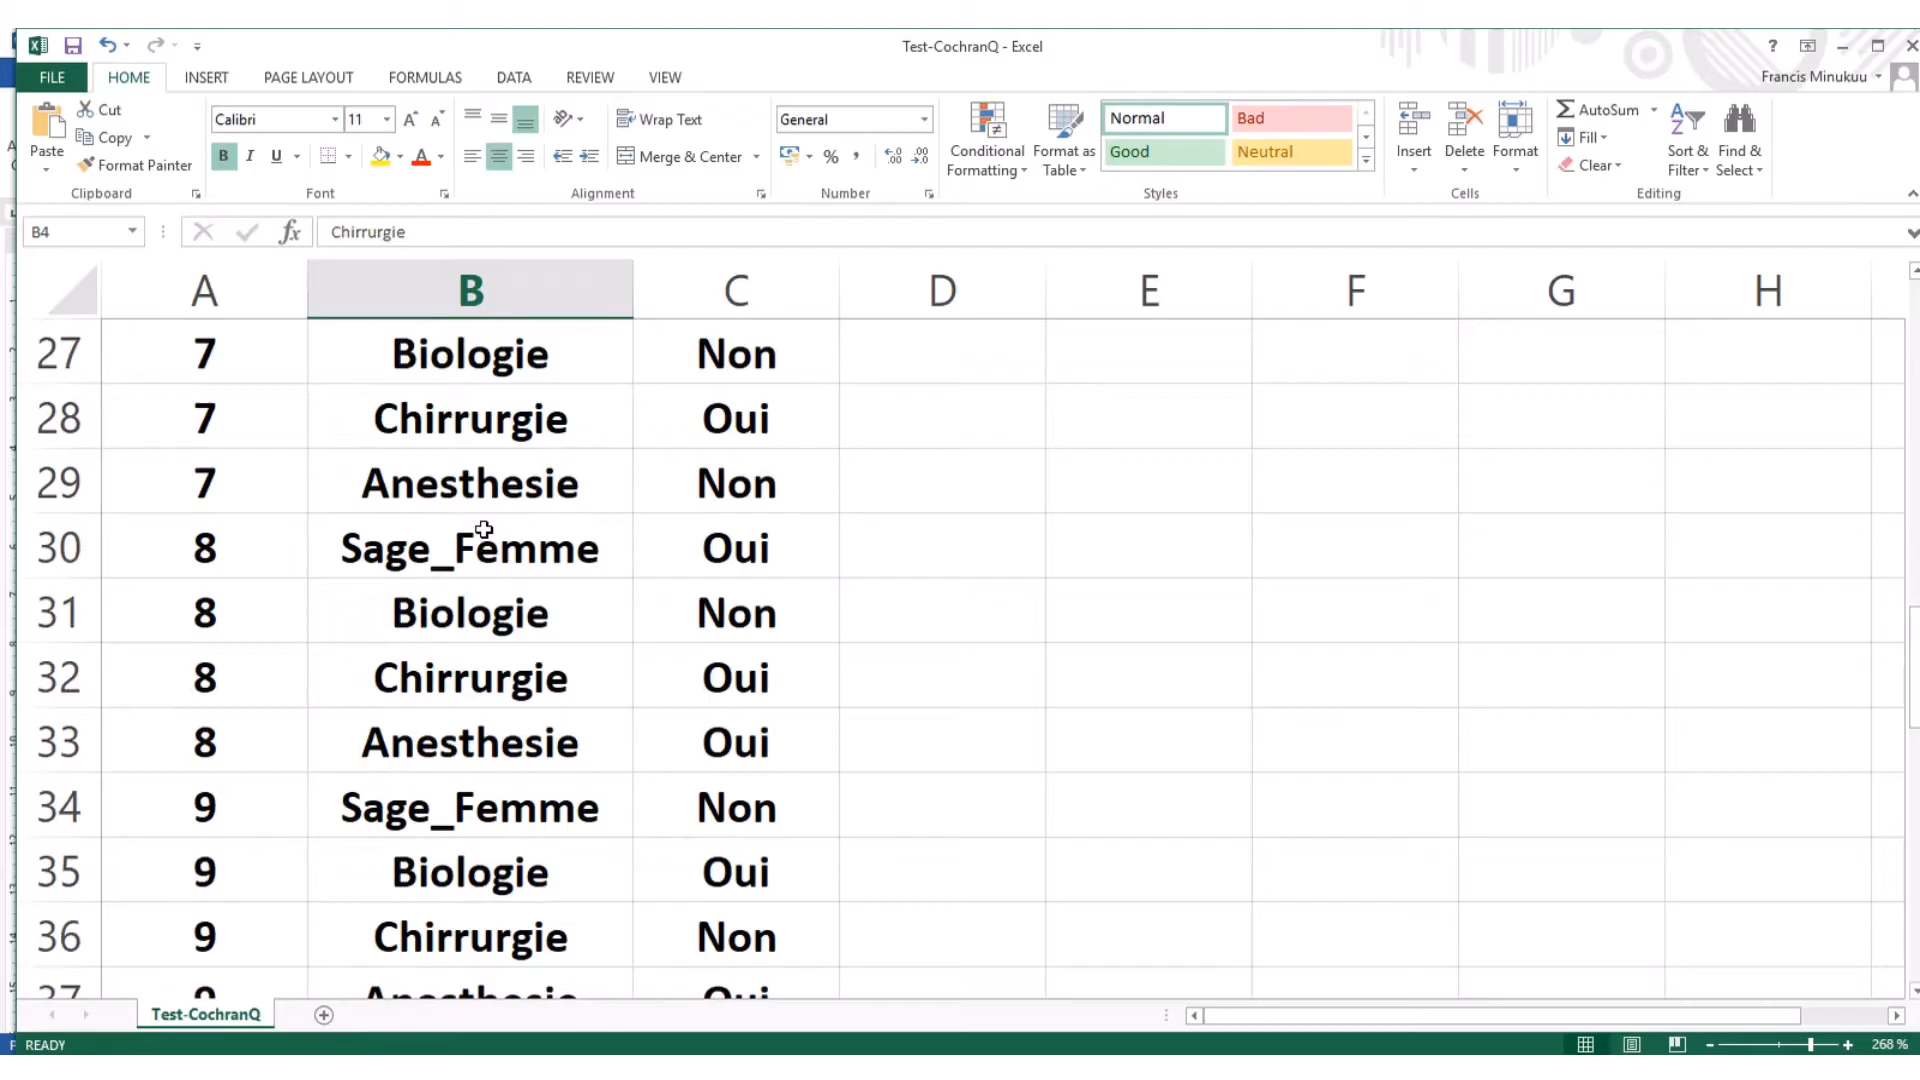 Test-CochranQ - Excel
?
FILE HOME INSERT PAGE LAYOUT FORMULAS DATA REVIEW VIEW
Francis Minukuu
Cut
Copy
Format Painter
Paste
Clipboard
Calibri 11
B I U
Font
Wrap Text
Merge & Center
Alignment
General
% , .00
Number
Conditional Formatting
Format as Table
Normal Bad
Good Neutral
Styles
Insert Delete Format
Cells
AutoSum
Fill
Clear
Sort & Filter
Find & Select
Editing
B4 fx Chirrurgie
A B C D E F G H
27 7 Biologie Non
28 7 Chirrurgie Oui
29 7 Anesthesie Non
30 8 Sage_Femme Oui
31 8 Biologie Non
32 8 Chirrurgie Oui
33 8 Anesthesie Oui
34 9 Sage_Femme Non
35 9 Biologie Oui
36 9 Chirrurgie Non
37 9 Anesthesie Oui
Test-CochranQ
READY
268 %